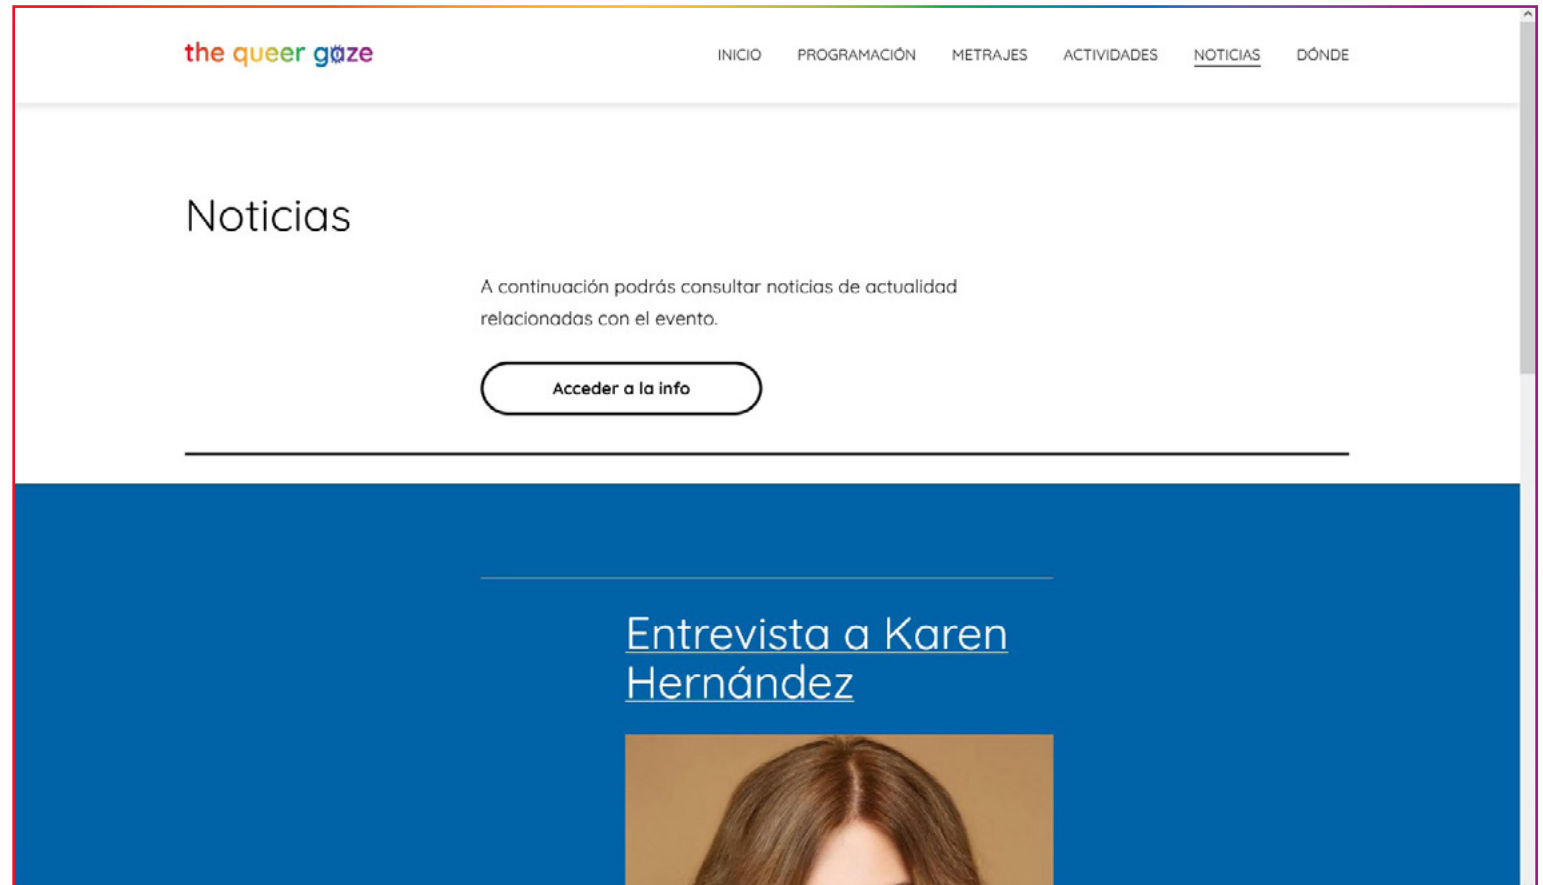 the queer gaze
INICIO PROGRAMACIÓN METRAJES ACTIVIDADES NOTICIAS DÓNDE
Noticias
A continuación podrás consultar noticias de actualidad
relacionadas con el evento.
Acceder a la info
Entrevista a Karen
Hernández